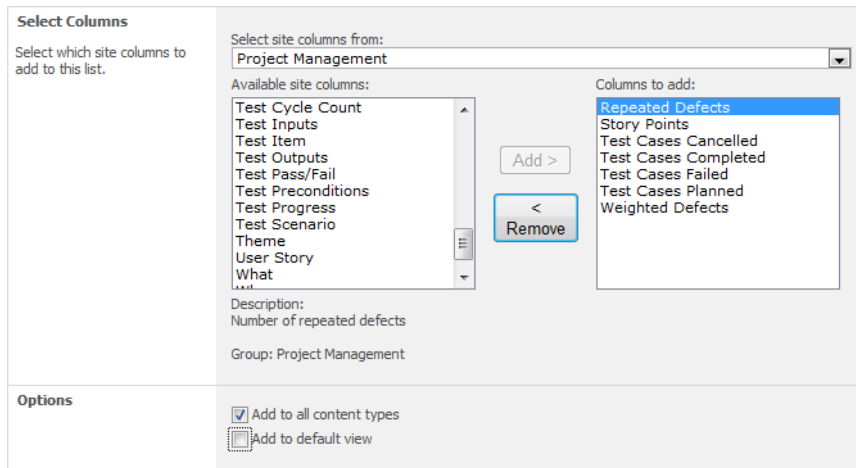 Select Columns
Select which site columns to
add to this list.
Select site columns from:
Project Management
Available site columns:
Test Cycle Count
Test Inputs
Test Item
Test Outputs
Test Pass/Fail
Test Preconditions
Test Progress
Test Scenario
Theme
User Story
What
Add >
<
Remove
Columns to add:
Repeated Defects
Story Points
Test Cases Cancelled
Test Cases Completed
Test Cases Failed
Test Cases Planned
Weighted Defects
Description:
Number of repeated defects
Group: Project Management
Options
Add to all content types
Add to default view